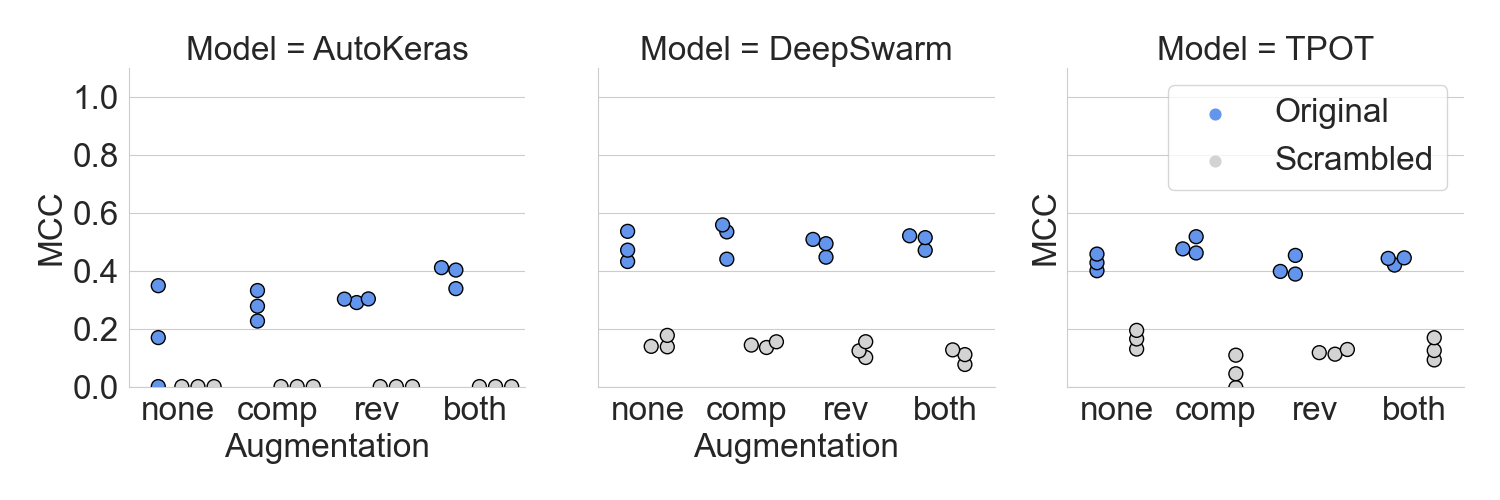 Model = AutoKeras
Model = DeepSwarm
Model = TPOT
MCC
1.0
0.8
0.6
0.4
0.2
0.0
none comp rev both
Augmentation
none comp rev both
Augmentation
MCC
Original
Scrambled
none comp rev both